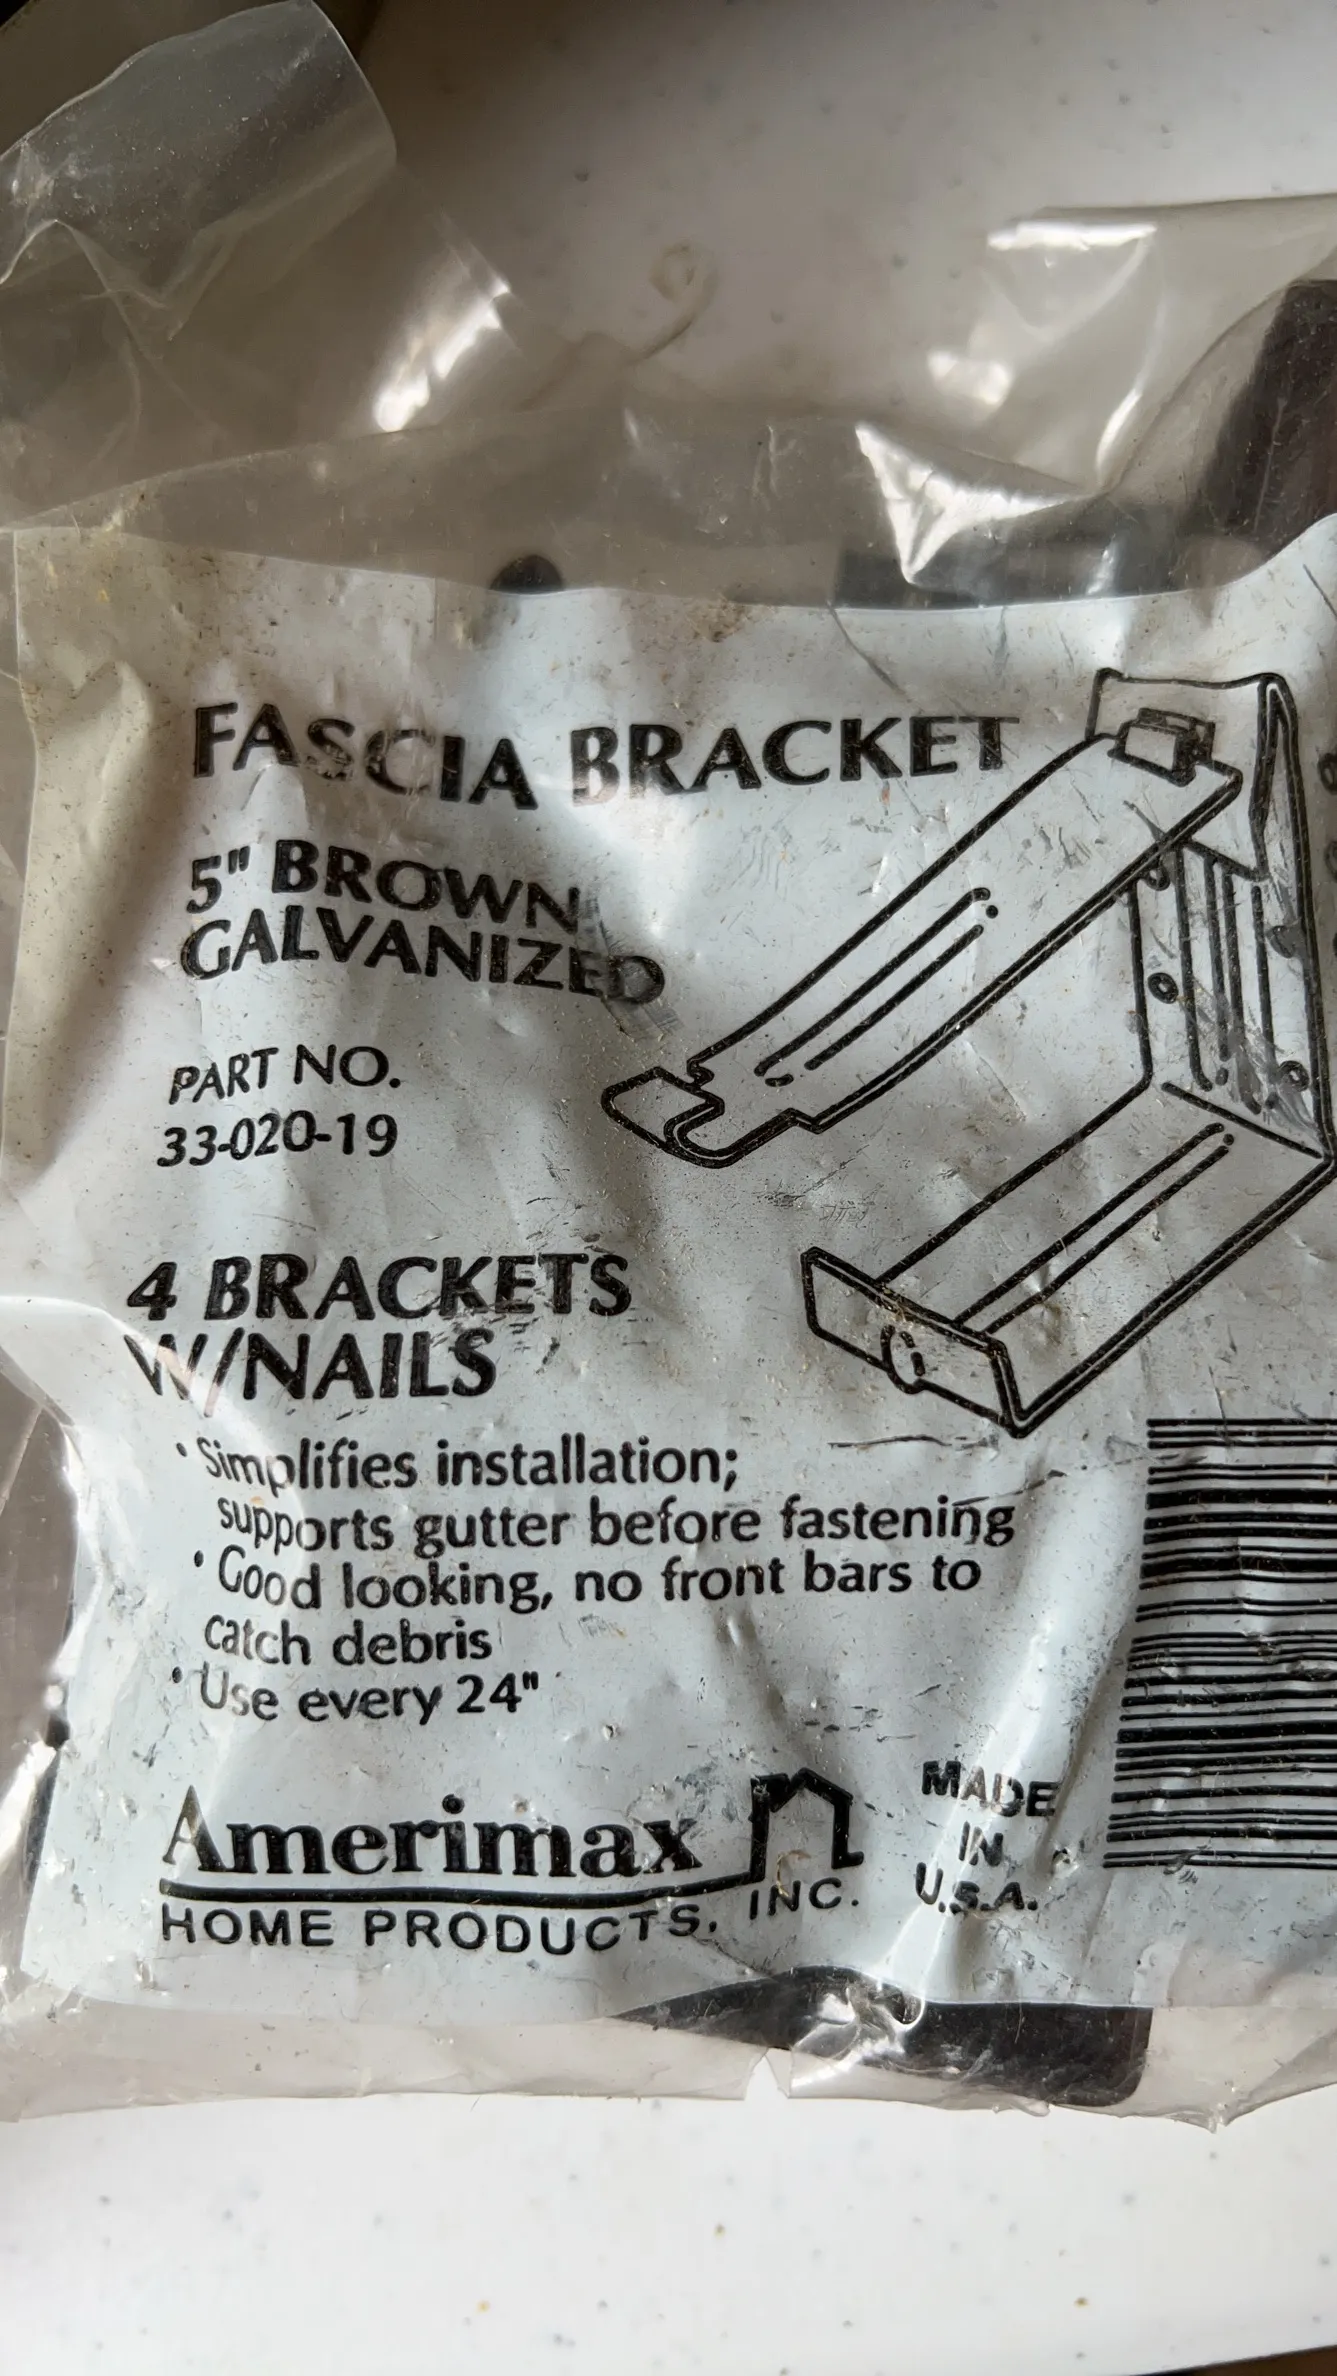 FASCIA BRACKET
5" BROWN
GALVANIZED
PART NO.
33-020-19
4 BRACKETS
W/NAILS
• Simplifies installation;
supports gutter before fastening
• Good looking, no front bars to
catch debris
• Use every 24"
Amerimax
HOME PRODUCTS, INC.
MADE
IN
U.S.A.